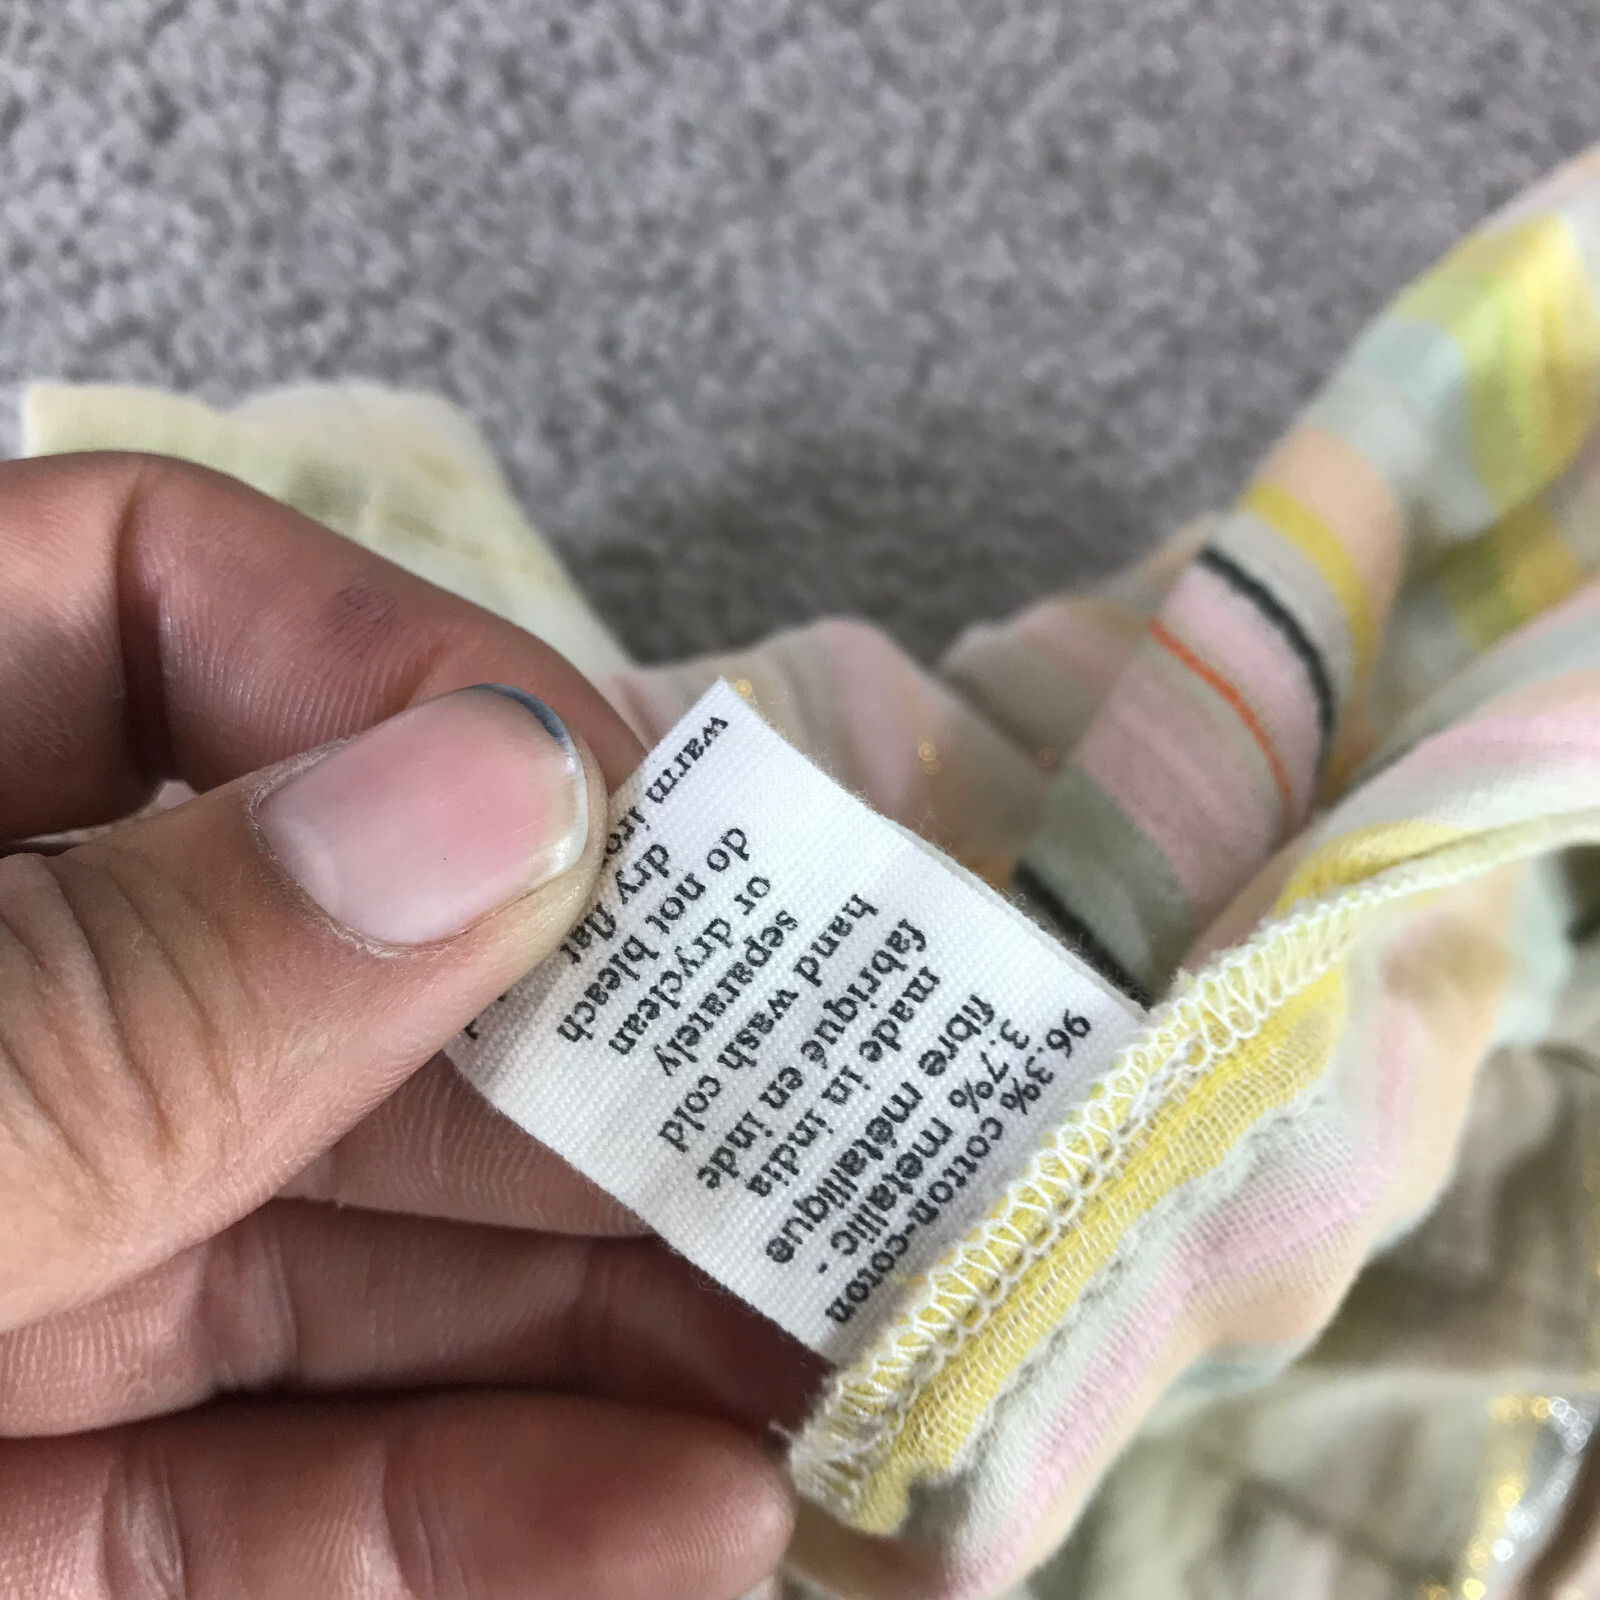 96.3% cotton-coton
3.7% metallic -
fibre métallique
made in india
fabriqué en inde
hand wash cold
separately
or dryclean
do not bleach
dry flat
warm